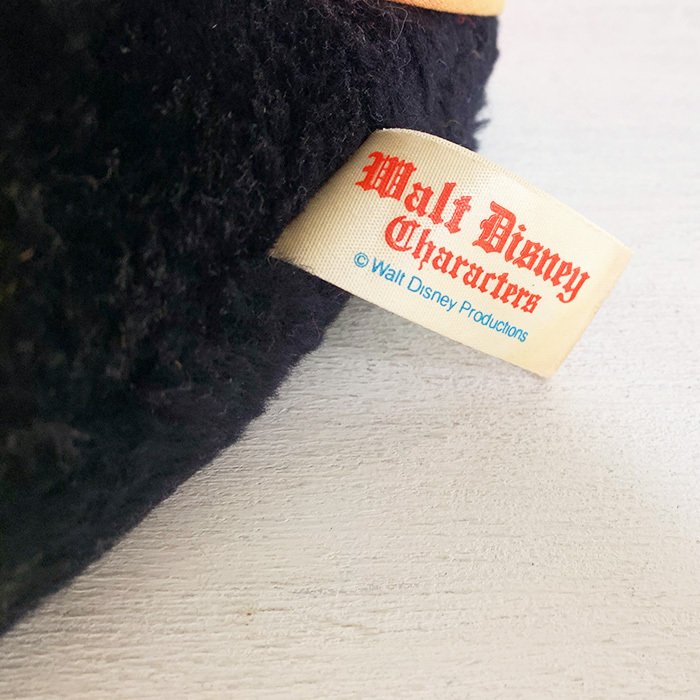 Walt Disney
Characters
© Walt Disney Productions